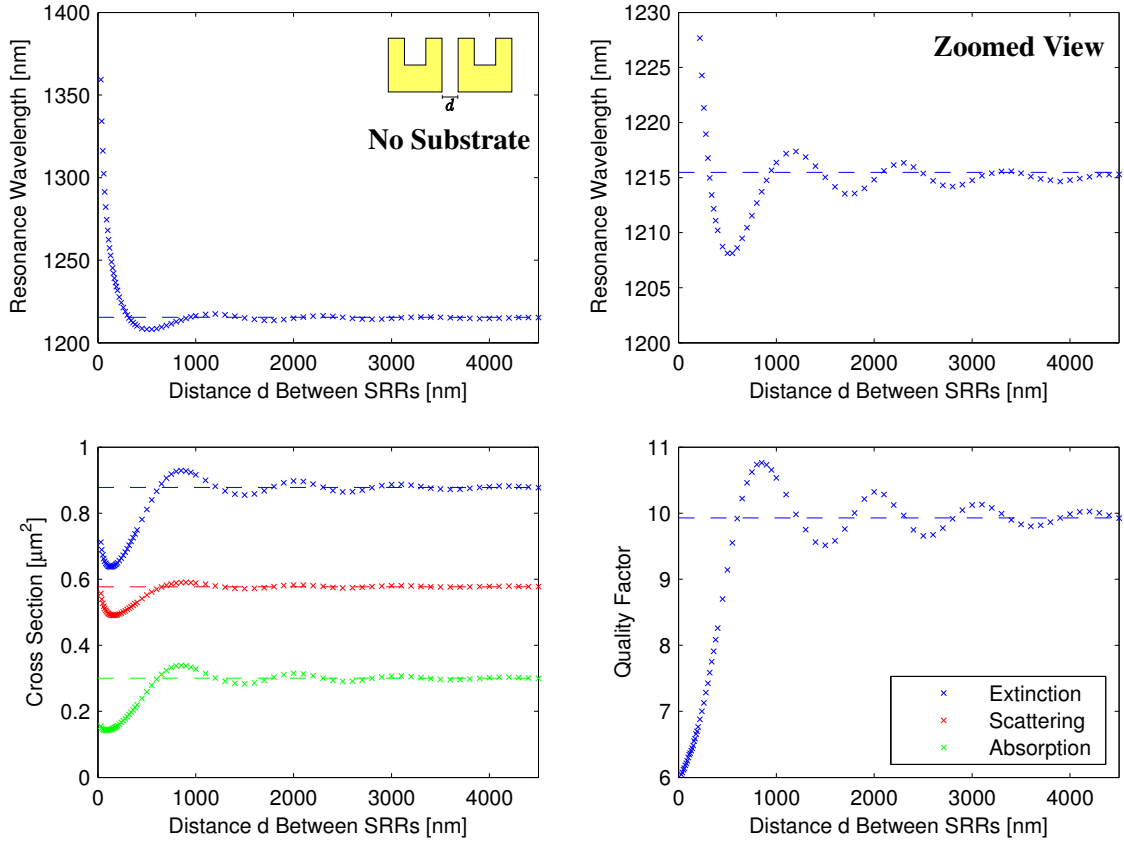 1400
1350
1300
1250
1200
0 1000 2000 3000 4000
Resonance Wavelength [nm]
Distance d Between SRRs [nm]
d
No Substrate
1230
1225
1220
1215
1210
1205
1200
0 1000 2000 3000 4000
Resonance Wavelength [nm]
Distance d Between SRRs [nm]
Zoomed View
1
0.8
0.6
0.4
0.2
0
0 1000 2000 3000 4000
Cross Section [μm²]
Distance d Between SRRs [nm]
11
10
9
8
7
6
0 1000 2000 3000 4000
Quality Factor
Distance d Between SRRs [nm]
Extinction
Scattering
Absorption